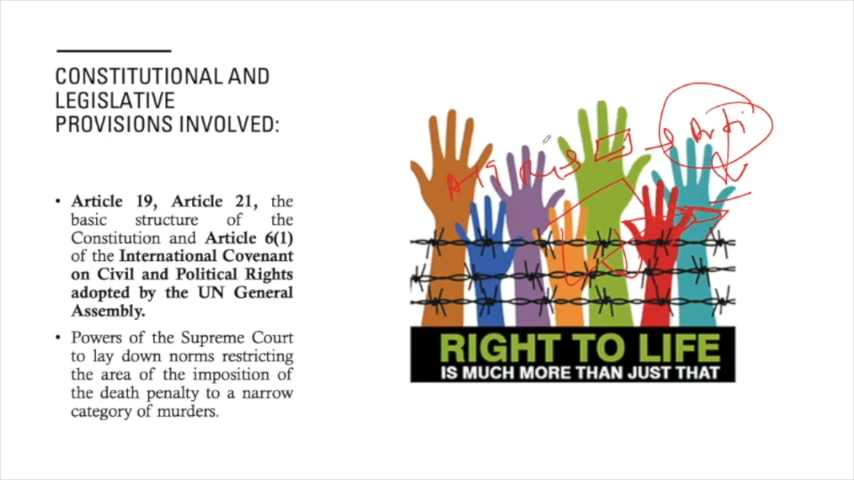 CONSTITUTIONAL AND
LEGISLATIVE
PROVISIONS INVOLVED:
• Article 19, Article 21, the
basic structure of the
Constitution and Article 6(1)
of the International Covenant
on Civil and Political Rights
adopted by the UN General
Assembly.
• Powers of the Supreme Court
to lay down norms restricting
the area of the imposition of
the death penalty to a narrow
category of murders.
RIGHT TO LIFE
IS MUCH MORE THAN JUST THAT